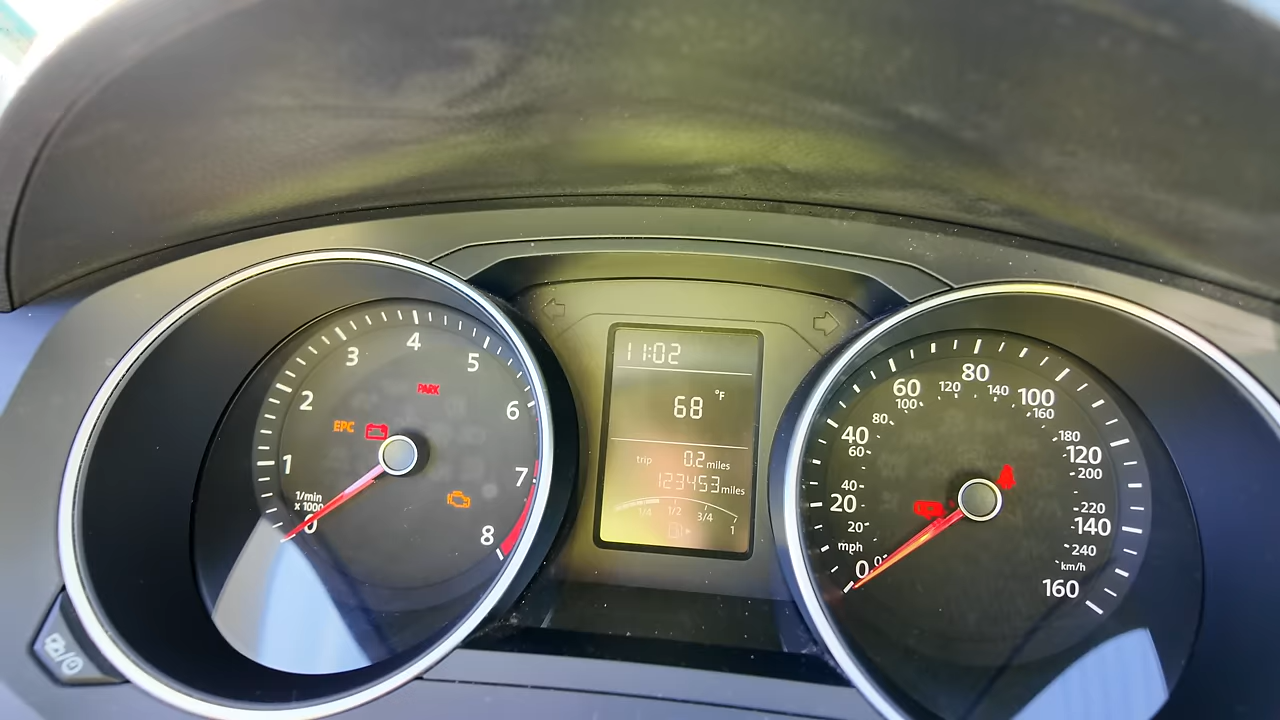 11:02
68 °F
trip 0.2 miles
123453 miles
1/4 1/2 3/4 1
PARK
EPC
1/min
x 1000
0 1 2 3 4 5 6 7 8
mph
0 20 40 60 80 100 120 140 160
0 20 40 60 80 100 120 140 160 180 200 220 240
km/h